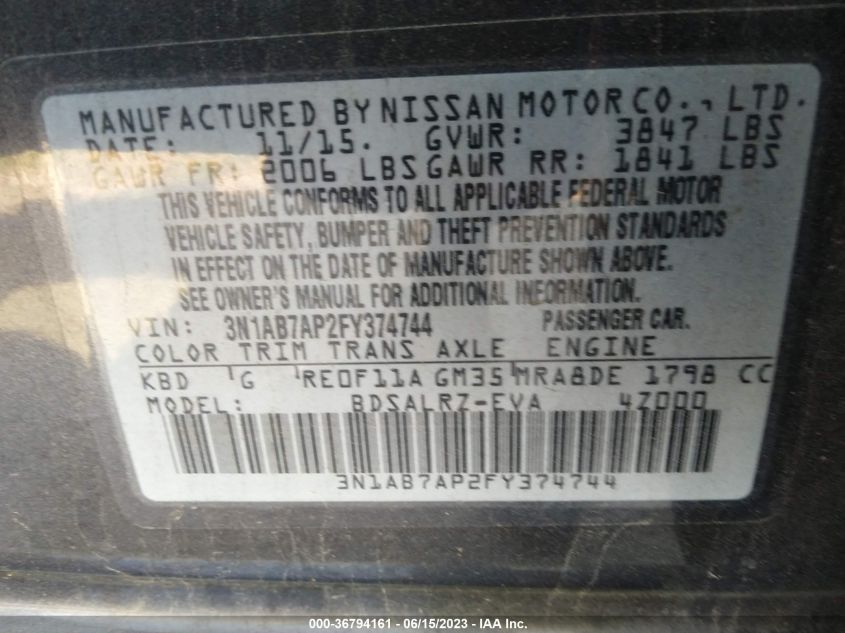 MANUFACTURED BY NISSAN MOTOR CO., LTD.
DATE: 11/15. GVWR: 3847 LBS
GAWR FR: 2006 LBS GAWR RR: 1841 LBS
THIS VEHICLE CONFORMS TO ALL APPLICABLE FEDERAL MOTOR
VEHICLE SAFETY, BUMPER AND THEFT PREVENTION STANDARDS
IN EFFECT ON THE DATE OF MANUFACTURE SHOWN ABOVE.
SEE OWNER'S MANUAL FOR ADDITIONAL INFORMATION.
VIN: 3N1AB7AP2FY374744 PASSENGER CAR.
COLOR TRIM TRANS AXLE ENGINE
KBD G RE0F11A GM35 MRA8DE 1798 CC
MODEL: BDSALRZ-EVA 4Z000
3N1AB7AP2FY374744
000-36794161 - 06/15/2023 - IAA Inc.